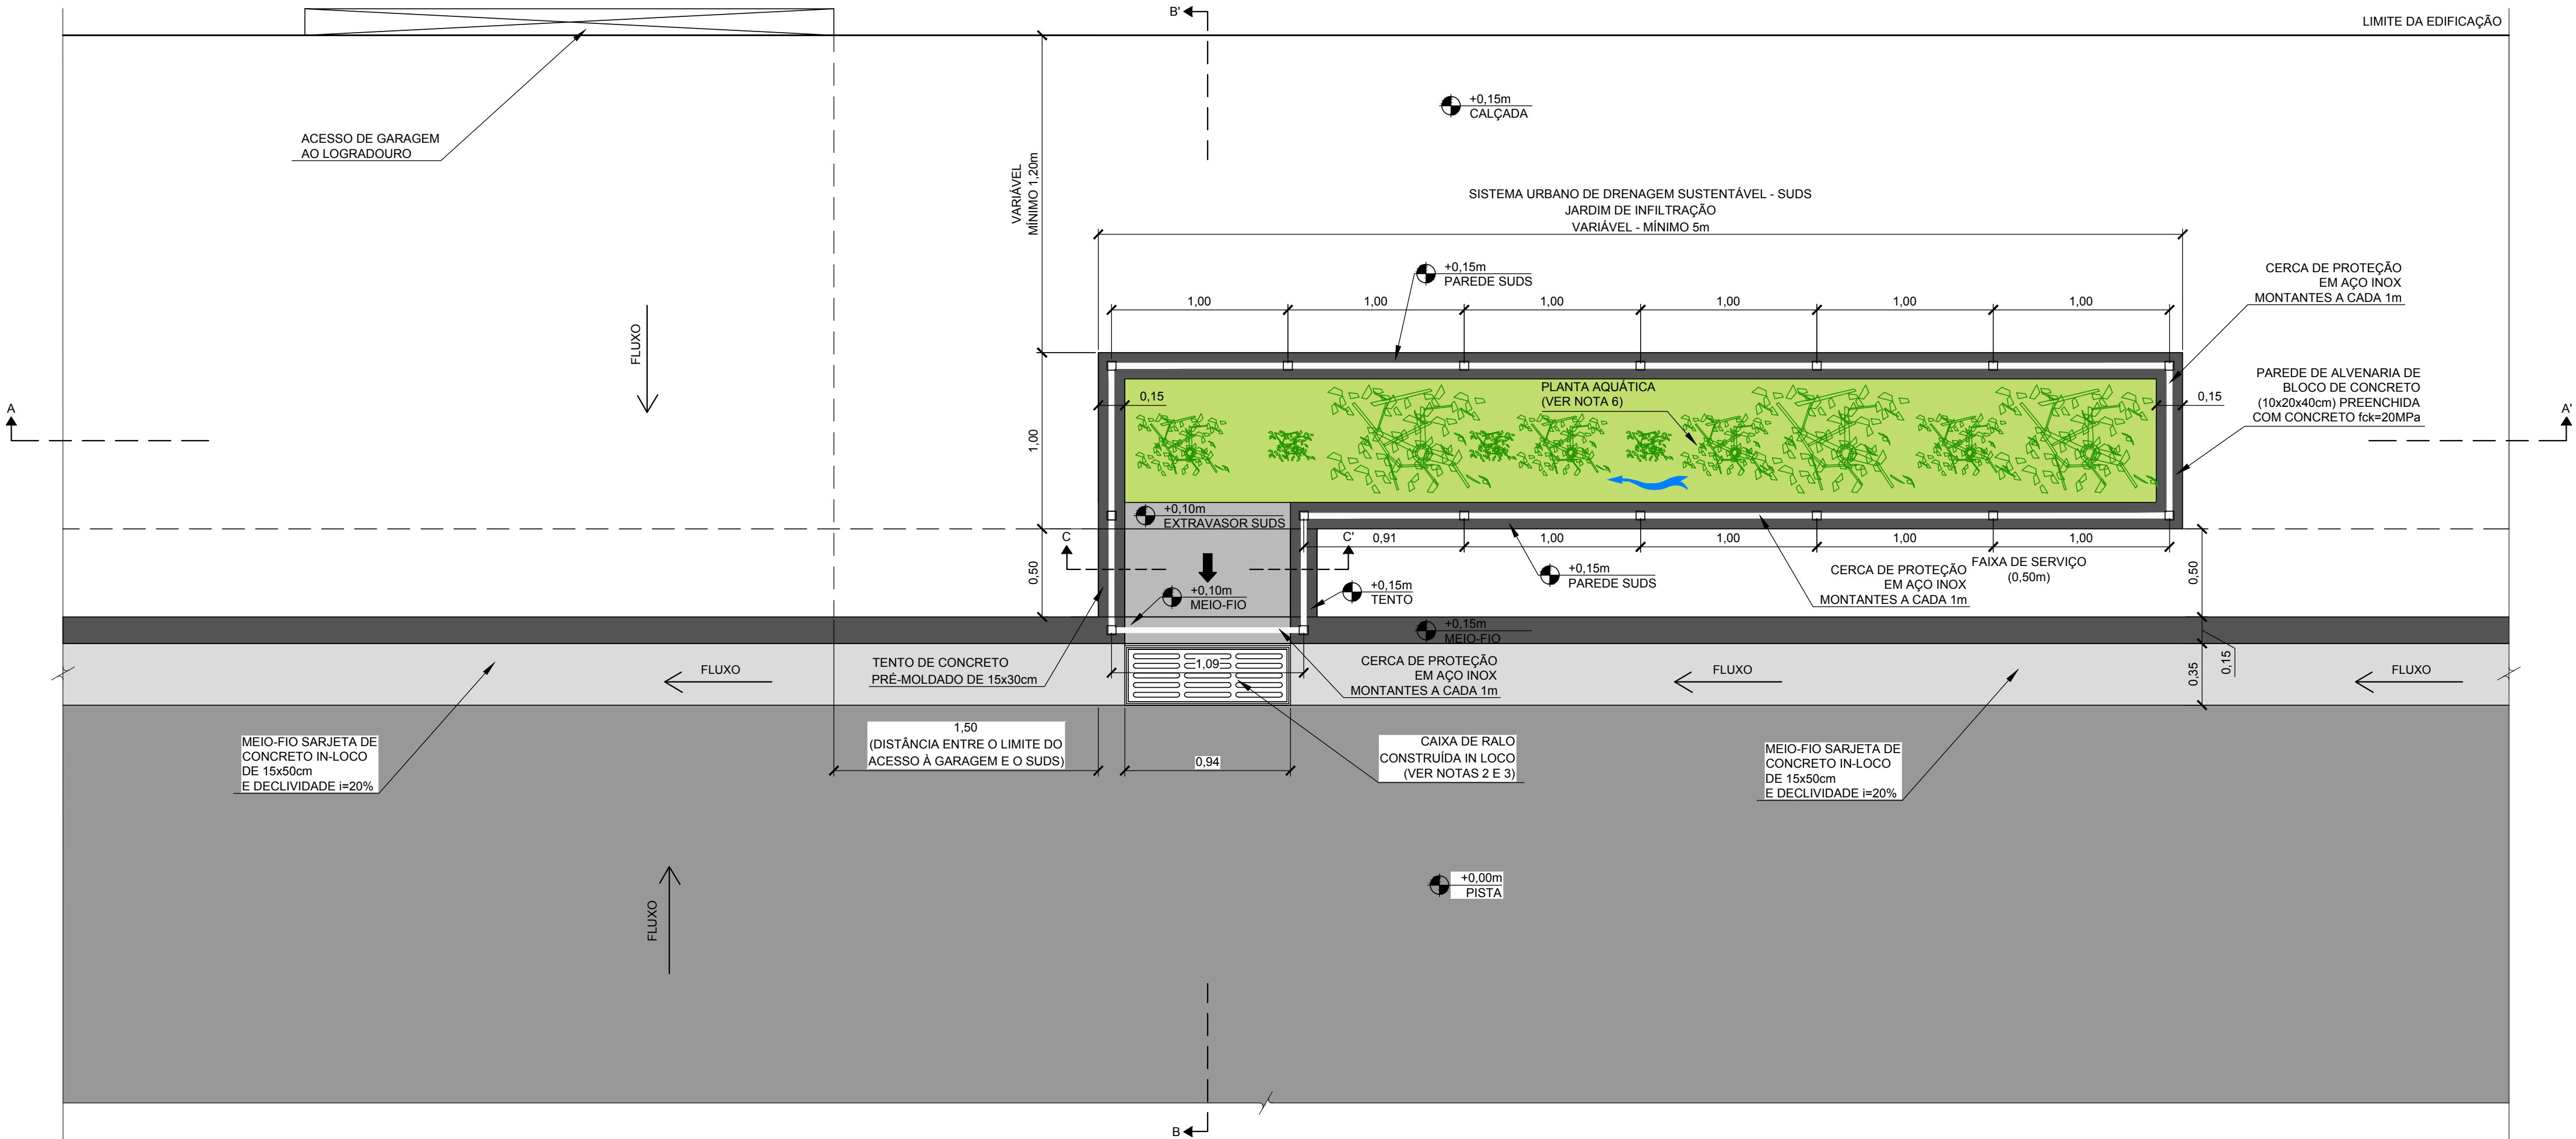 B'
LIMITE DA EDIFICAÇÃO
+0,15m
CALÇADA
ACESSO DE GARAGEM
AO LOGRADOURO
VARIÁVEL
MÍNIMO 1,20m
SISTEMA URBANO DE DRENAGEM SUSTENTÁVEL - SUDS
JARDIM DE INFILTRAÇÃO
VARIÁVEL - MÍNIMO 5m
+0,15m
PAREDE SUDS
CERCA DE PROTEÇÃO
EM AÇO INOX
MONTANTES A CADA 1m
1,00
1,00
1,00
1,00
1,00
1,00
FLUXO
PAREDE DE ALVENARIA DE
BLOCO DE CONCRETO
(10x20x40cm) PREENCHIDA
COM CONCRETO fck=20MPa
PLANTA AQUÁTICA
(VER NOTA 6)
0,15
0,15
A
A'
1,00
+0,10m
EXTRAVASOR SUDS
C
C'
0,91
1,00
1,00
1,00
1,00
FAIXA DE SERVIÇO
(0,50m)
0,50
0,50
+0,15m
PAREDE SUDS
CERCA DE PROTEÇÃO
EM AÇO INOX
MONTANTES A CADA 1m
+0,10m
MEIO-FIO
+0,15m
TENTO
+0,15m
MEIO-FIO
0,15
0,35
TENTO DE CONCRETO
PRÉ-MOLDADO DE 15x30cm
1,09
CERCA DE PROTEÇÃO
EM AÇO INOX
MONTANTES A CADA 1m
FLUXO
FLUXO
FLUXO
MEIO-FIO SARJETA DE
CONCRETO IN-LOCO
DE 15x50cm
E DECLIVIDADE i=20%
1,50
(DISTÂNCIA ENTRE O LIMITE DO
ACESSO À GARAGEM E O SUDS)
0,94
CAIXA DE RALO
CONSTRUÍDA IN LOCO
(VER NOTAS 2 E 3)
MEIO-FIO SARJETA DE
CONCRETO IN-LOCO
DE 15x50cm
E DECLIVIDADE i=20%
FLUXO
+0,00m
PISTA
B